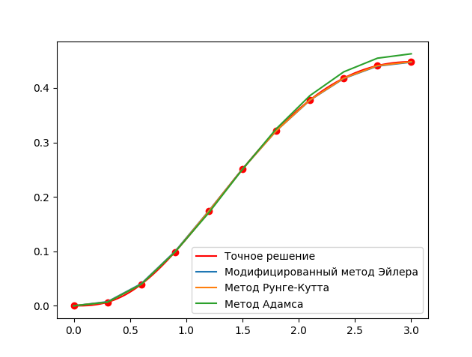 0.4
0.3
0.2
0.1
0.0
Точное решение
Модифицированный метод Эйлера
Метод Рунге-Кутта
Метод Адамса
0.0 0.5 1.0 1.5 2.0 2.5 3.0